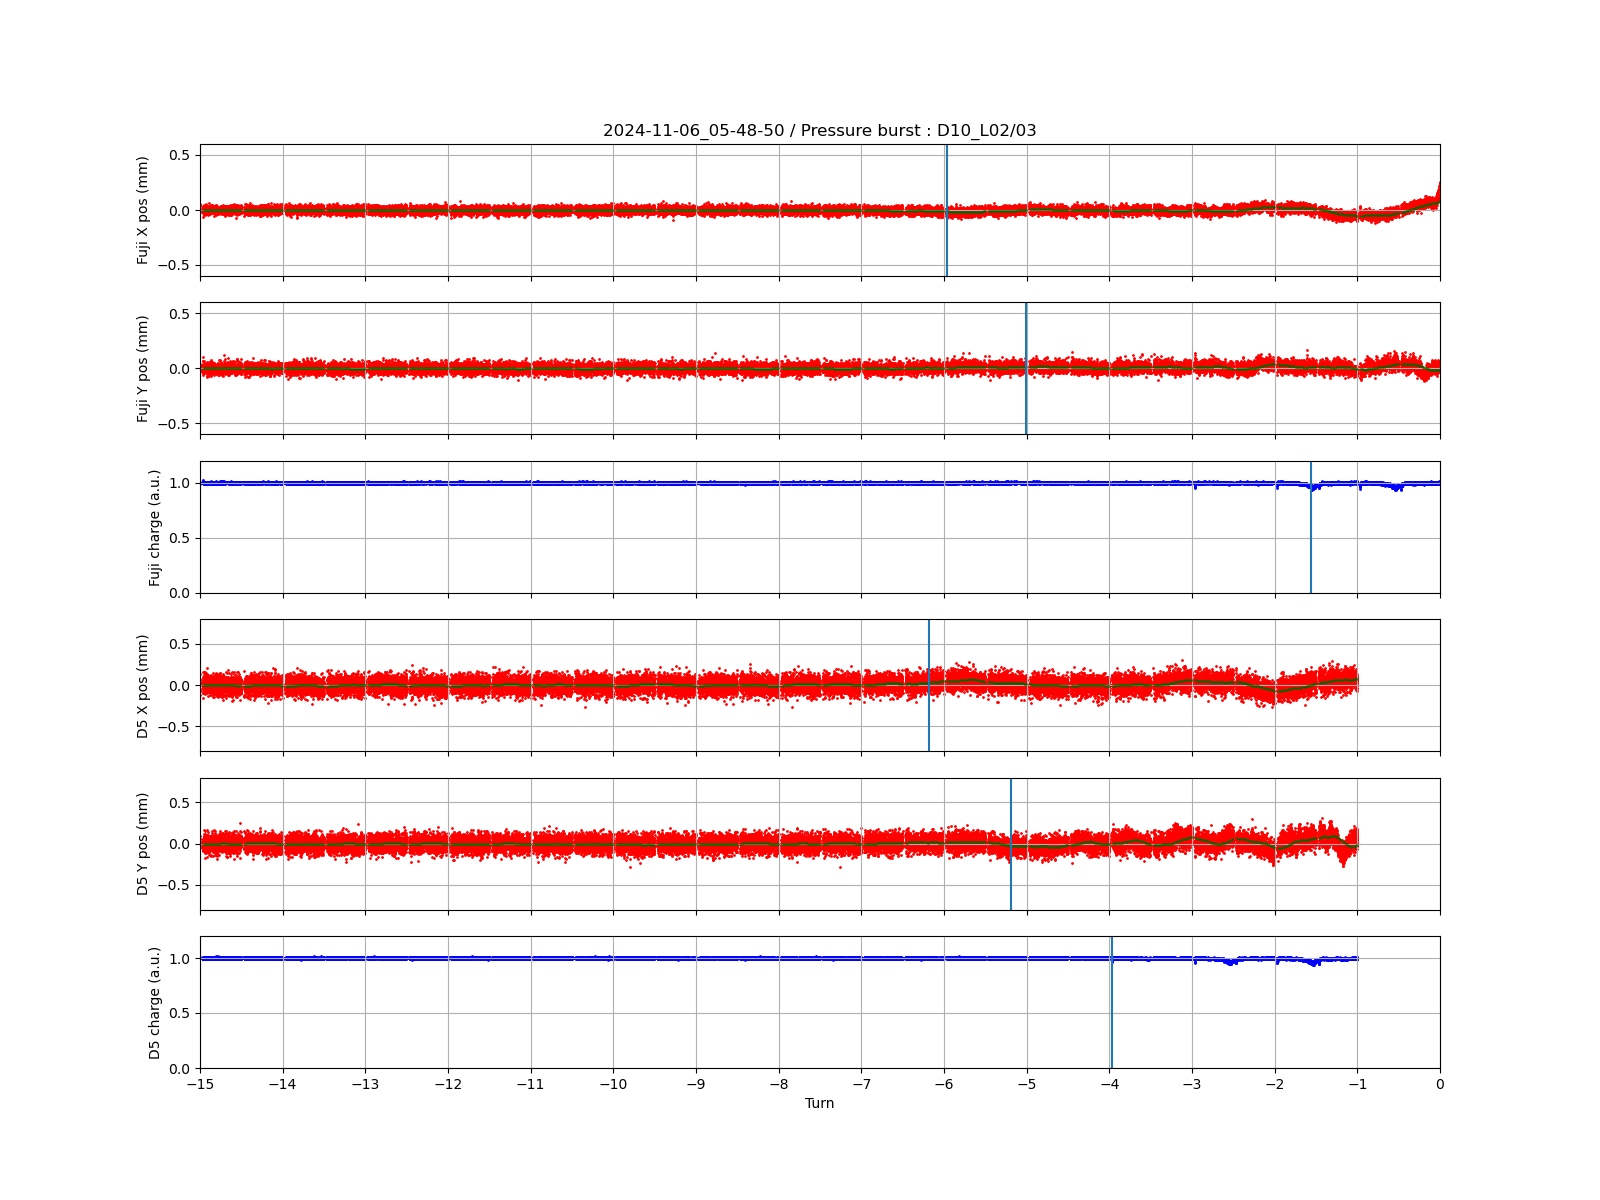 2024-11-06_05-48-50 / Pressure burst : D10_L02/03
Fuji X pos (mm)
0.5
0.0
−0.5
Fuji Y pos (mm)
0.5
0.0
−0.5
Fuji charge (a.u.)
1.0
0.5
0.0
D5 X pos (mm)
0.5
0.0
−0.5
D5 Y pos (mm)
0.5
0.0
−0.5
D5 charge (a.u.)
1.0
0.5
0.0
−15 −14 −13 −12 −11 −10 −9 −8 −7 −6 −5 −4 −3 −2 −1 0
Turn